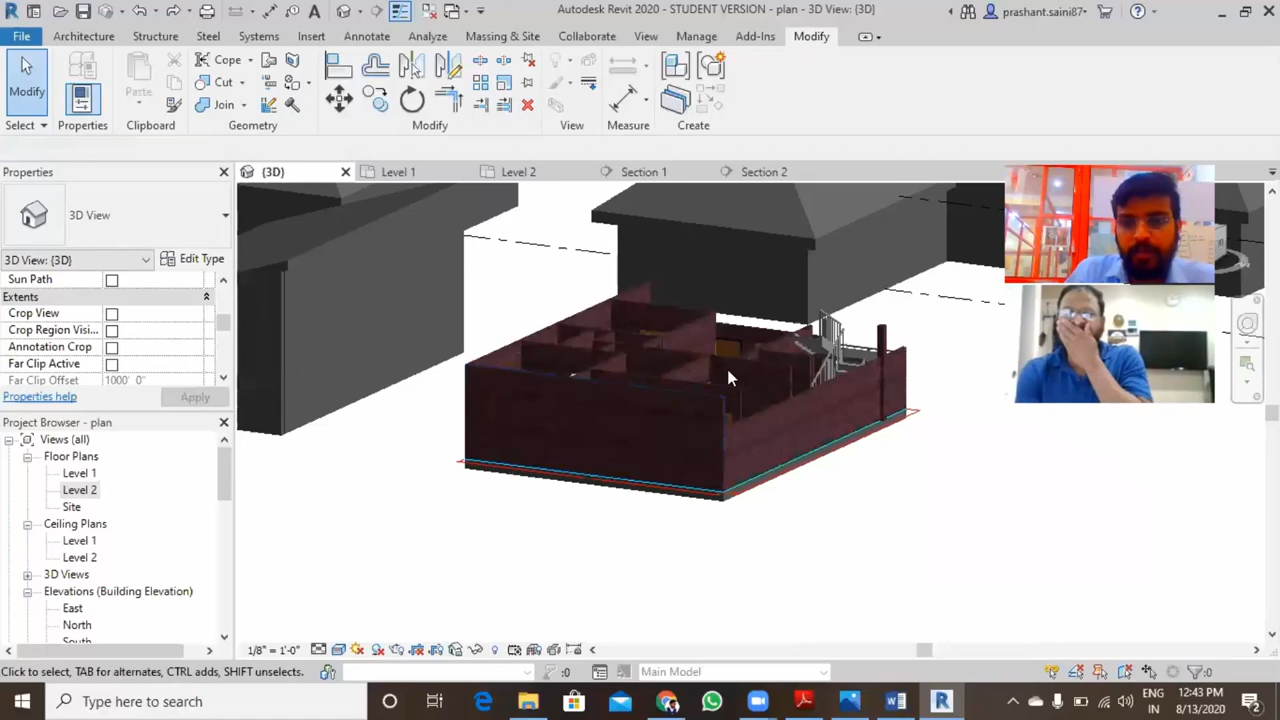 Autodesk Revit 2020 - STUDENT VERSION - plan - 3D View: {3D}
prashant.saini87
File
Architecture
Structure
Steel
Systems
Insert
Annotate
Analyze
Massing & Site
Collaborate
View
Manage
Add-Ins
Modify
Modify
Select
Properties
Paste
Clipboard
Cope
Cut
Join
Geometry
Modify
View
Measure
Create
Properties
{3D}
Level 1
Level 2
Section 1
Section 2
3D View
3D View: {3D}
Edit Type
Sun Path
Extents
Crop View
Crop Region Visi...
Annotation Crop
Far Clip Active
Far Clip Offset
1000' 0"
Properties help
Apply
Project Browser - plan
Views (all)
Floor Plans
Level 1
Level 2
Site
Ceiling Plans
Level 1
Level 2
3D Views
Elevations (Building Elevation)
East
North
South
1/8" = 1'-0"
Click to select, TAB for alternates, CTRL adds, SHIFT unselects.
:0
Main Model
:0
Type here to search
ENG
IN
12:43 PM
8/13/2020
2